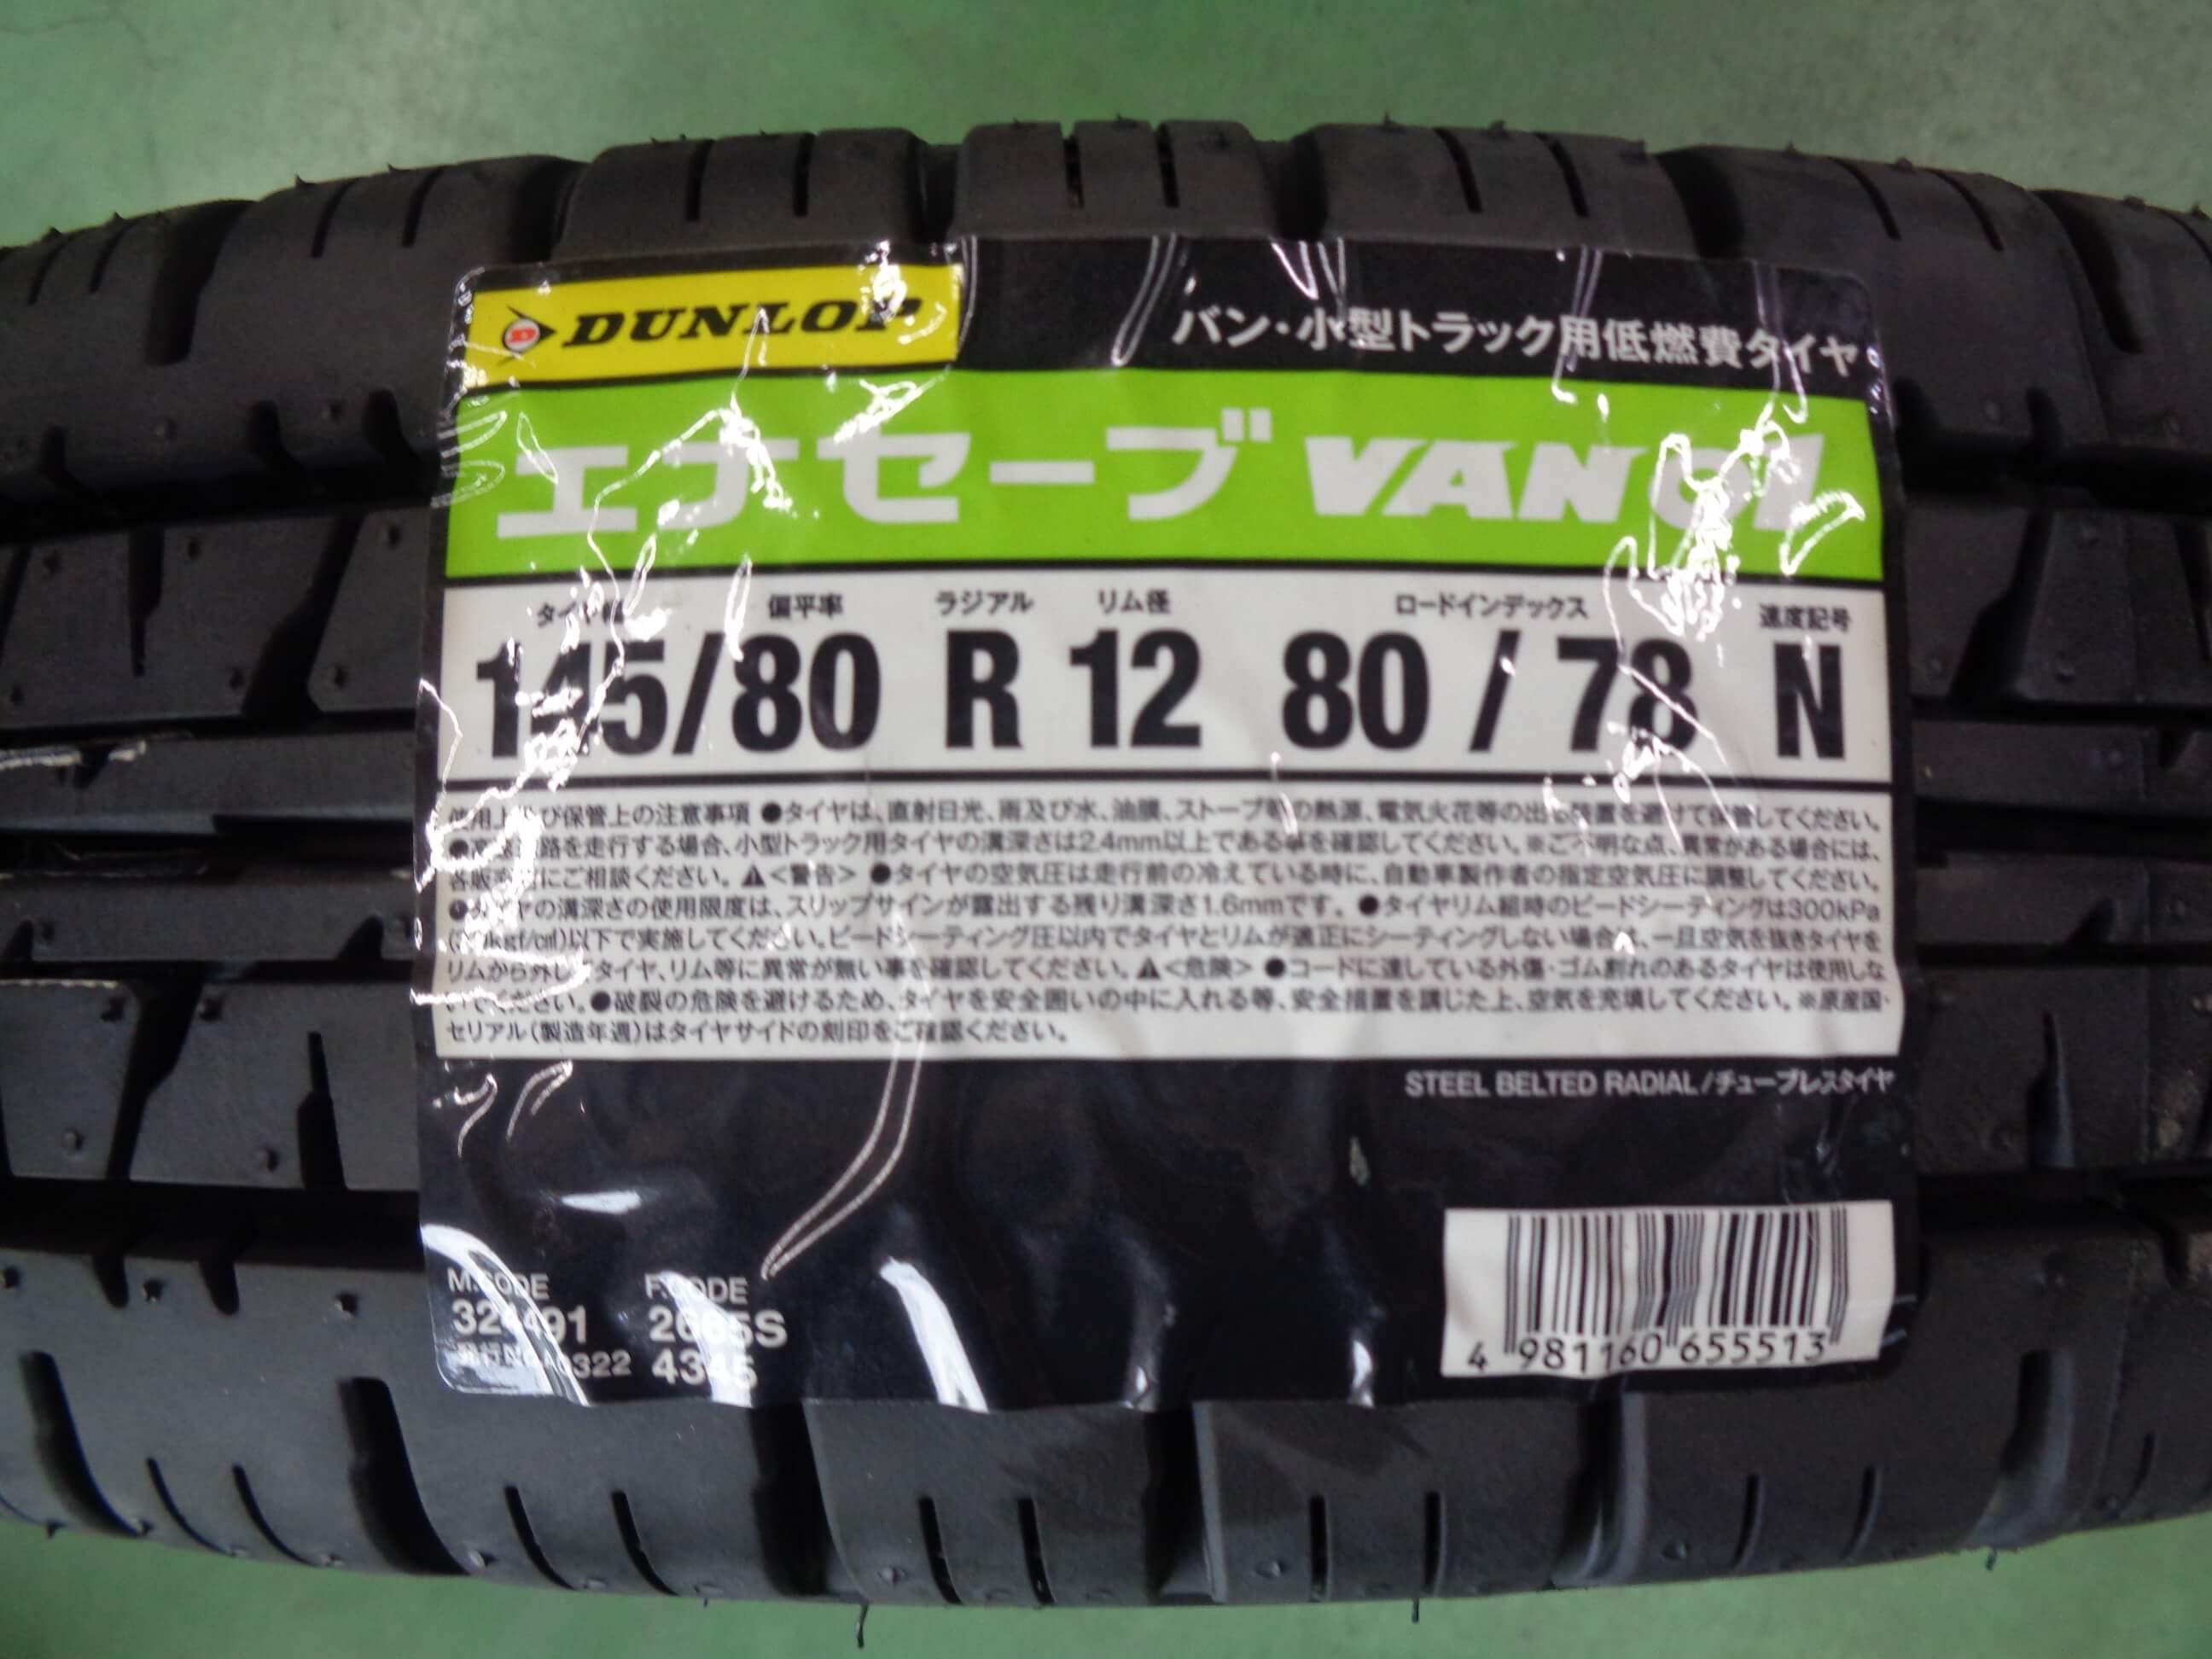 DUNLOP
バン・小型トラック用低燃費タイヤ
エナセーブ VAN01
タイヤ幅 偏平率 ラジアル リム径 ロードインデックス 速度記号
145/80 R 12 80 / 78 N
使用上及び保管上の注意事項 ●タイヤは、直射日光、雨及び水、油膜、ストーブ等の熱源、電気火花等の出る装置を避けて保管してください。
●高速道路を走行する場合、小型トラック用タイヤの溝深さは2.4mm以上である事を確認してください。※ご不明な点、異常がある場合には、
各販売店にご相談ください。⚠<警告> ●タイヤの空気圧は走行前の冷えている時に、自動車製作者の指定空気圧に調整してください。
●タイヤの溝深さの使用限度は、スリップサインが露出する残り溝深さ1.6mmです。 ●タイヤリム組時のビードシーティングは300kPa
以下で実施してください。ビードシーティング圧以内でタイヤとリムが適正にシーティングしない場合は、一旦空気を抜きタイヤを
リムから外してタイヤ、リム等に異常が無い事を確認してください。⚠<危険> ●コードに達している外傷・ゴム割れのあるタイヤは使用しな
いでください。●破裂の危険を避けるため、タイヤを安全囲いの中に入れる等、安全措置を講じた上、空気を充填してください。※原産国・
セリアル(製造年週)はタイヤサイドの刻印をご確認ください。
STEEL BELTED RADIAL/チューブレスタイヤ
M.CODE F.CODE
4345
4 981160 655513